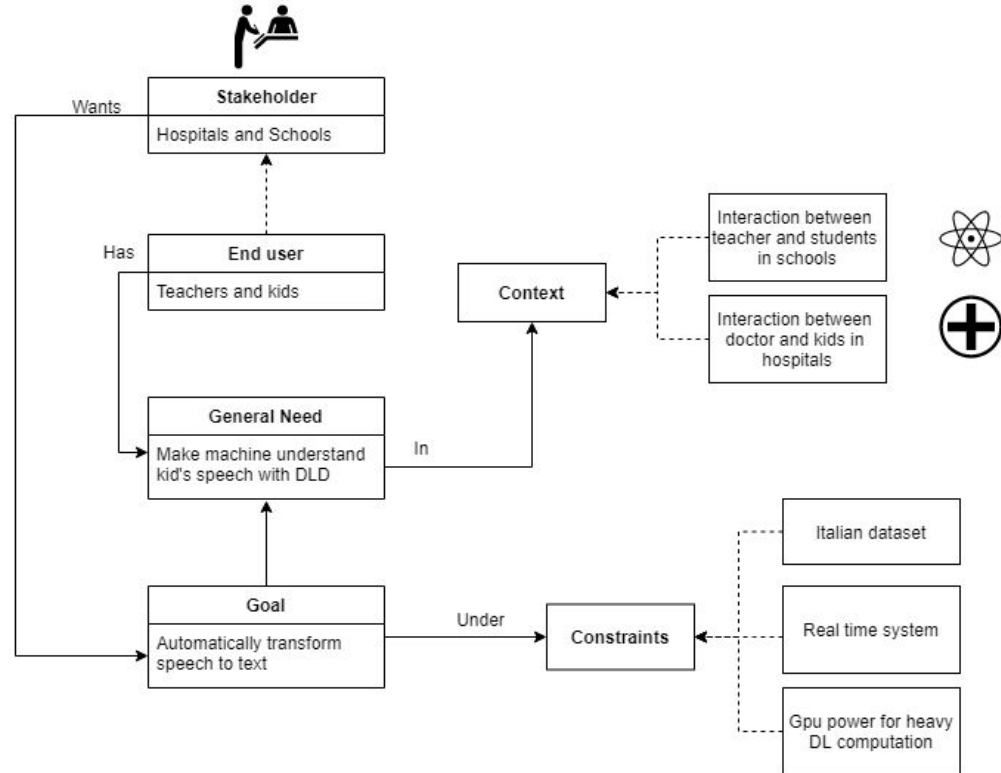 Stakeholder
Wants
Hospitals and Schools
Has
End user
Teachers and kids
Interaction between
teacher and students
in schools
Context
Interaction between
doctor and kids in
hospitals
General Need
Make machine understand
kid's speech with DLD
In
Goal
Automatically transform
speech to text
Under
Constraints
Italian dataset
Real time system
Gpu power for heavy
DL computation